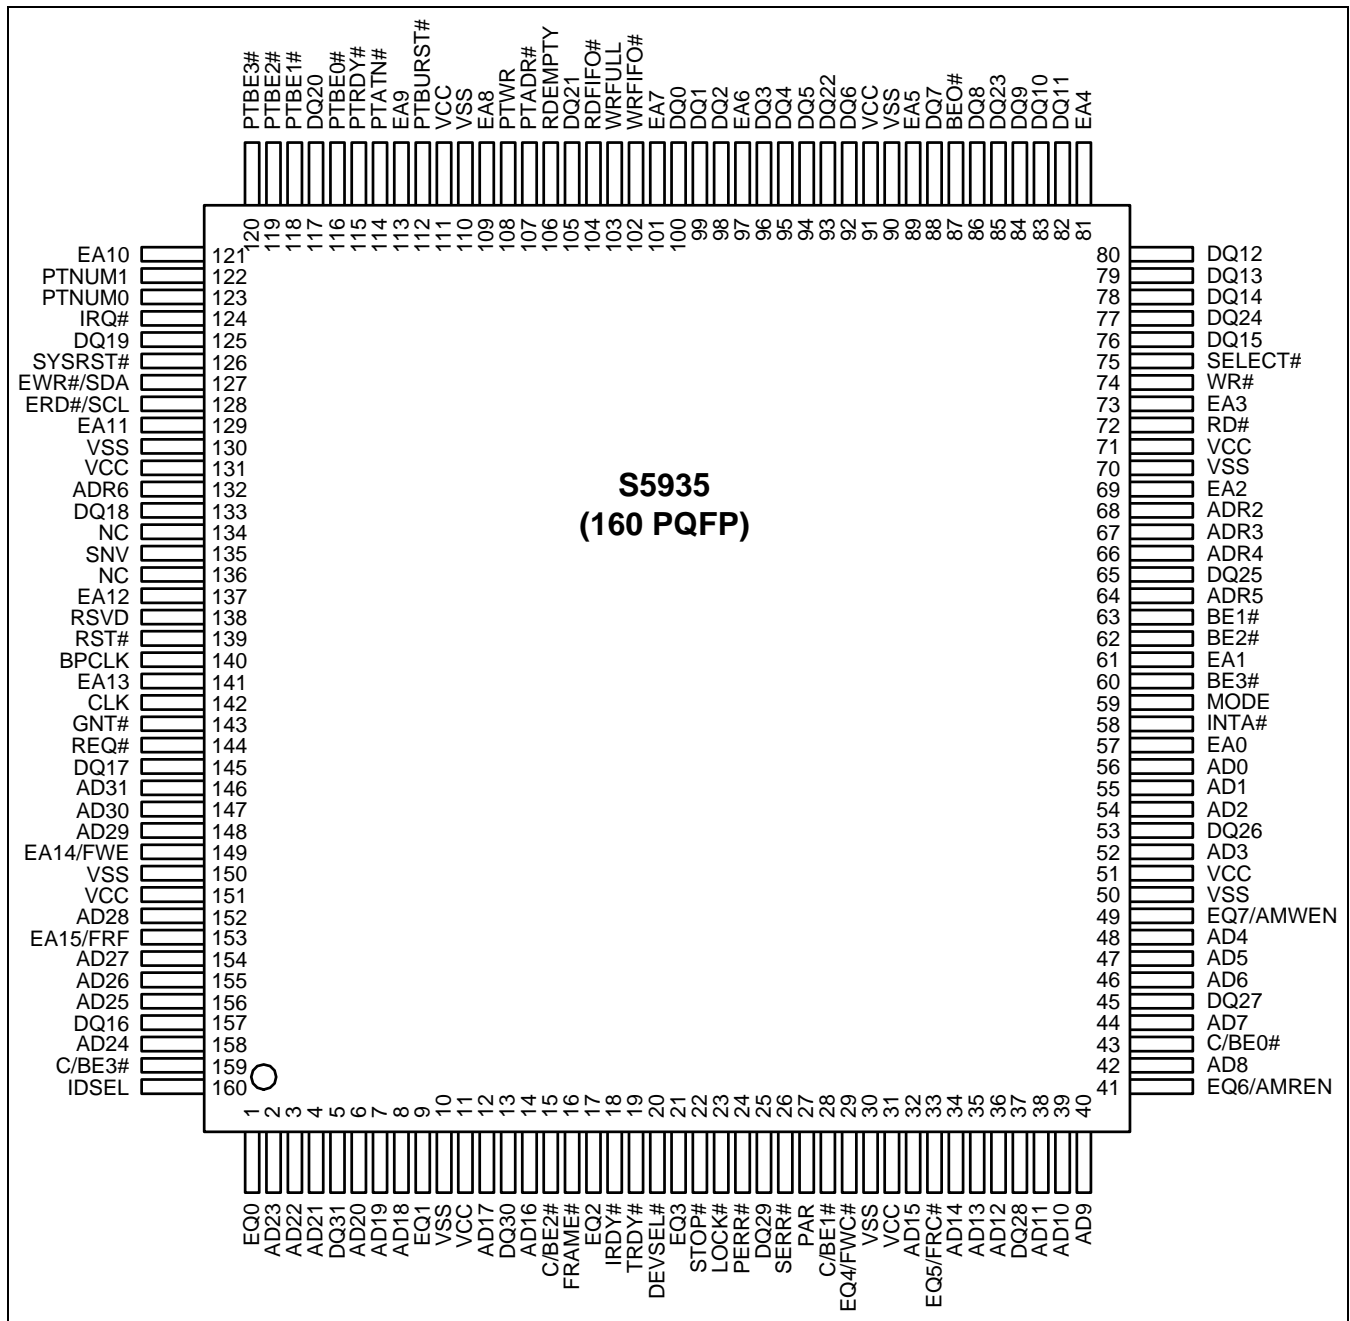 PTBE3#
PTBE2#
PTBE1#
DQ20
PTBE0#
PTRDY#
PTATN#
EA9
PTBURST#
VCC
VSS
EA8
PTWR
PTADR#
RDEMPTY
DQ21
RDFIFO#
WRFULL
WRFIFO#
EA7
DQ0
DQ1
DQ2
EA6
DQ3
DQ4
DQ5
DQ22
DQ6
VCC
VSS
EA5
DQ7
BEO#
DQ8
DQ23
DQ9
DQ10
DQ11
EA4
120
119
118
117
116
115
114
113
112
111
110
109
108
107
106
105
104
103
102
101
100
99
98
97
96
95
94
93
92
91
90
89
88
87
86
85
84
83
82
81
EA10 121
PTNUM1 122
PTNUM0 123
IRQ# 124
DQ19 125
SYSRST# 126
EWR#/SDA 127
ERD#/SCL 128
EA11 129
VSS 130
VCC 131
ADR6 132
DQ18 133
NC 134
SNV 135
NC 136
EA12 137
RSVD 138
RST# 139
BPCLK 140
EA13 141
CLK 142
GNT# 143
REQ# 144
DQ17 145
AD31 146
AD30 147
AD29 148
EA14/FWE 149
VSS 150
VCC 151
AD28 152
EA15/FRF 153
AD27 154
AD26 155
AD25 156
DQ16 157
AD24 158
C/BE3# 159
IDSEL 160
S5935
(160 PQFP)
80 DQ12
79 DQ13
78 DQ14
77 DQ24
76 DQ15
75 SELECT#
74 WR#
73 EA3
72 RD#
71 VCC
70 VSS
69 EA2
68 ADR2
67 ADR3
66 ADR4
65 DQ25
64 ADR5
63 BE1#
62 BE2#
61 EA1
60 BE3#
59 MODE
58 INTA#
57 EA0
56 AD0
55 AD1
54 AD2
53 DQ26
52 AD3
51 VCC
50 VSS
49 EQ7/AMWEN
48 AD4
47 AD5
46 AD6
45 DQ27
44 AD7
43 C/BE0#
42 AD8
41 EQ6/AMREN
1
2
3
4
5
6
7
8
9
10
11
12
13
14
15
16
17
18
19
20
21
22
23
24
25
26
27
28
29
30
31
32
33
34
35
36
37
38
39
40
EQ0
AD23
AD22
AD21
DQ31
AD20
AD19
AD18
EQ1
VSS
VCC
AD17
DQ30
AD16
C/BE2#
FRAME#
EQ2
IRDY#
TRDY#
DEVSEL#
EQ3
STOP#
LOCK#
PERR#
DQ29
SERR#
PAR
C/BE1#
EQ4/FWC#
VSS
VCC
AD15
EQ5/FRC#
AD14
AD13
AD12
DQ28
AD11
AD10
AD9